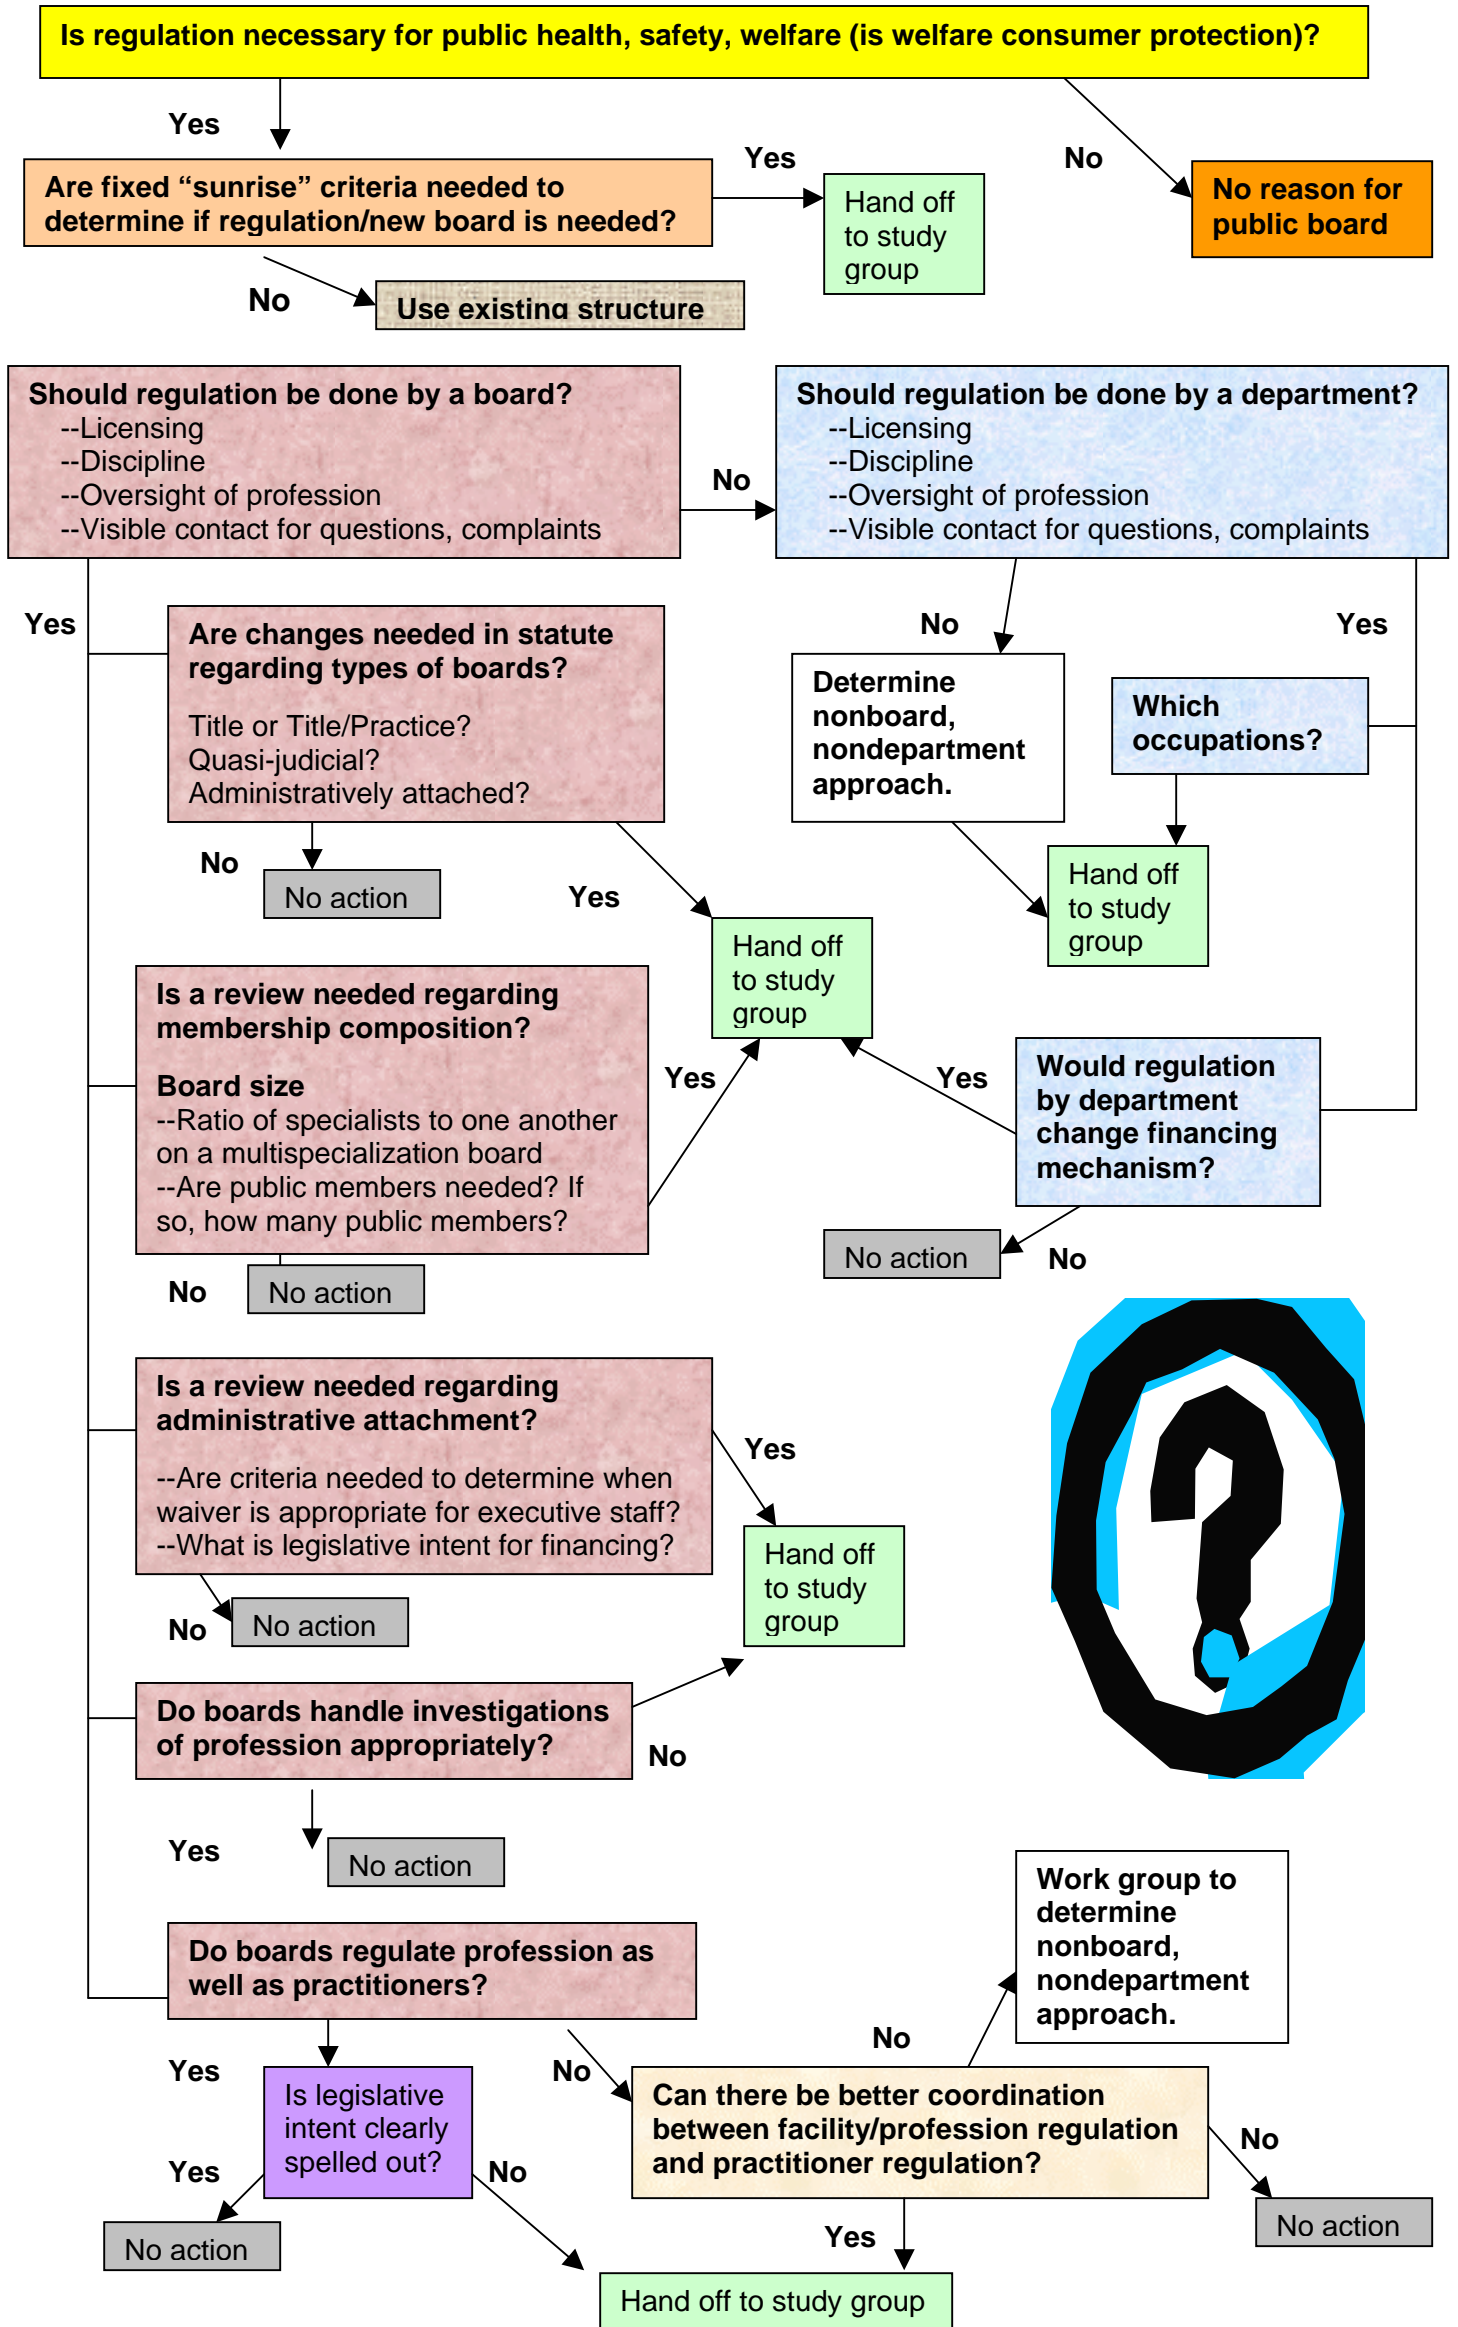 Is regulation necessary for public health, safety, welfare (is welfare consumer protection)?
Yes
No
Are fixed “sunrise” criteria needed to
determine if regulation/new board is needed?
Yes
Hand off
to study
group
No reason for
public board
No
Use existing structure
Should regulation be done by a board?
--Licensing
--Discipline
--Oversight of profession
--Visible contact for questions, complaints
No
Should regulation be done by a department?
--Licensing
--Discipline
--Oversight of profession
--Visible contact for questions, complaints
Yes
Are changes needed in statute
regarding types of boards?
Title or Title/Practice?
Quasi-judicial?
Administratively attached?
No
No action
Yes
No
Determine
nonboard,
nondepartment
approach.
Yes
Which
occupations?
Hand off
to study
group
Hand off
to study
group
Is a review needed regarding
membership composition?
Board size
--Ratio of specialists to one another
on a multispecialization board
--Are public members needed? If
so, how many public members?
Yes
No
No action
Yes
Would regulation
by department
change financing
mechanism?
No action
No
Is a review needed regarding
administrative attachment?
--Are criteria needed to determine when
waiver is appropriate for executive staff?
--What is legislative intent for financing?
Yes
Hand off
to study
group
No
No action
Do boards handle investigations
of profession appropriately?
No
Yes
No action
?
Do boards regulate profession as
well as practitioners?
Work group to
determine
nonboard,
nondepartment
approach.
Yes
No
No
Is legislative
intent clearly
spelled out?
Can there be better coordination
between facility/profession regulation
and practitioner regulation?
No
Yes
No
No action
No action
Yes
Hand off to study group